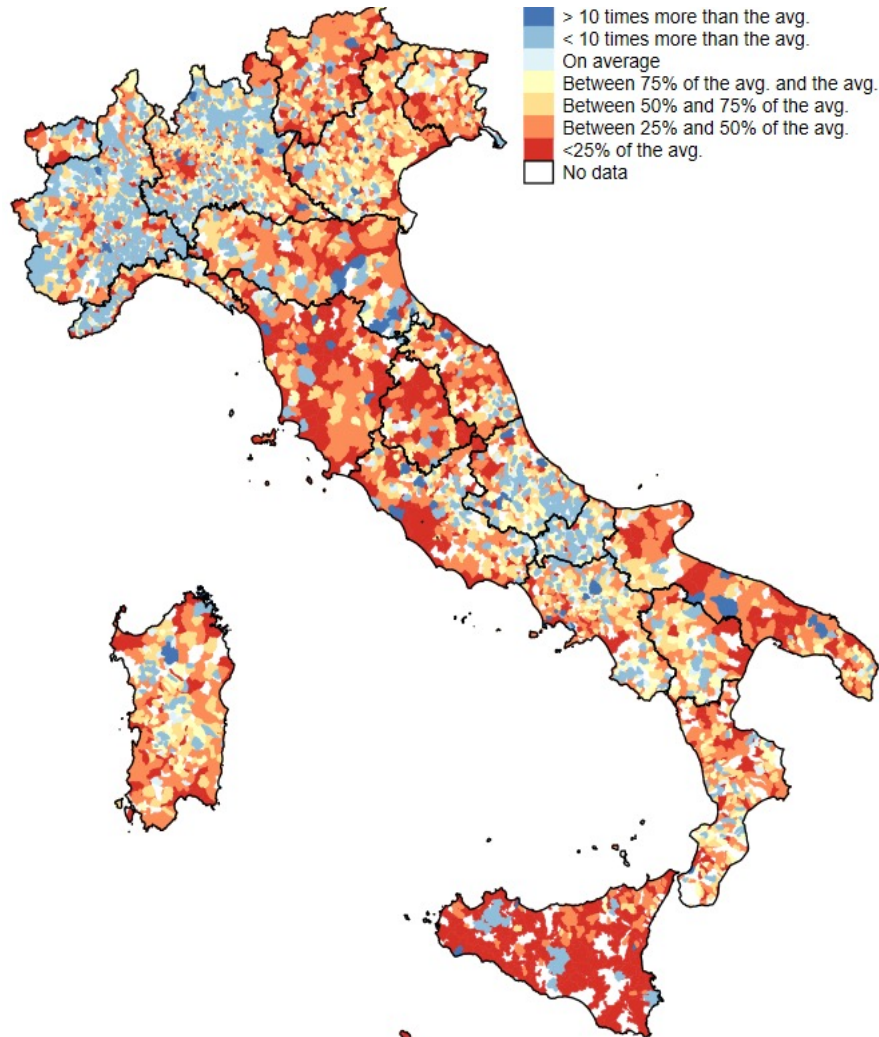 > 10 times more than the avg.
< 10 times more than the avg.
On average
Between 75% of the avg. and the avg.
Between 50% and 75% of the avg.
Between 25% and 50% of the avg.
<25% of the avg.
No data